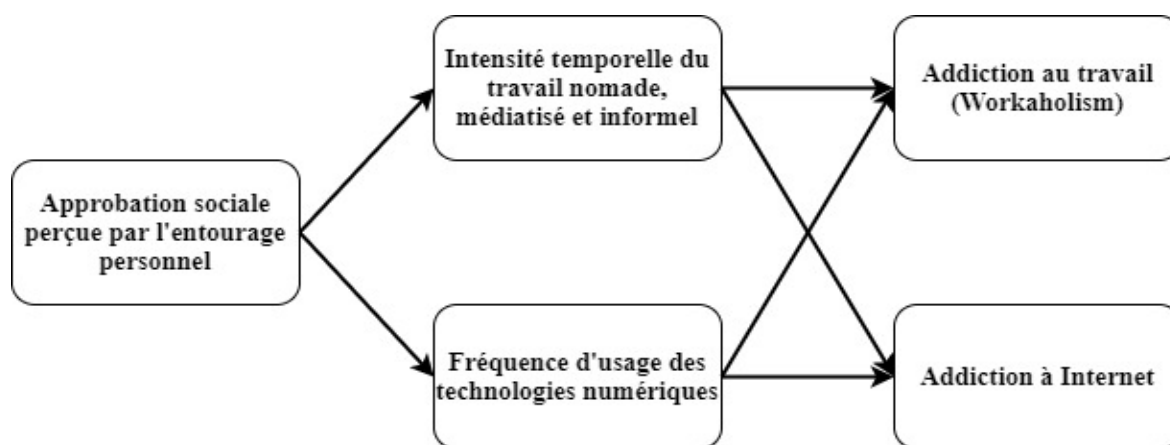 Intensité temporelle du
travail nomade,
médiatisé et informel
Addiction au travail
(Workaholism)
Approbation sociale
perçue par l'entourage
personnel
Fréquence d'usage des
technologies numériques
Addiction à Internet